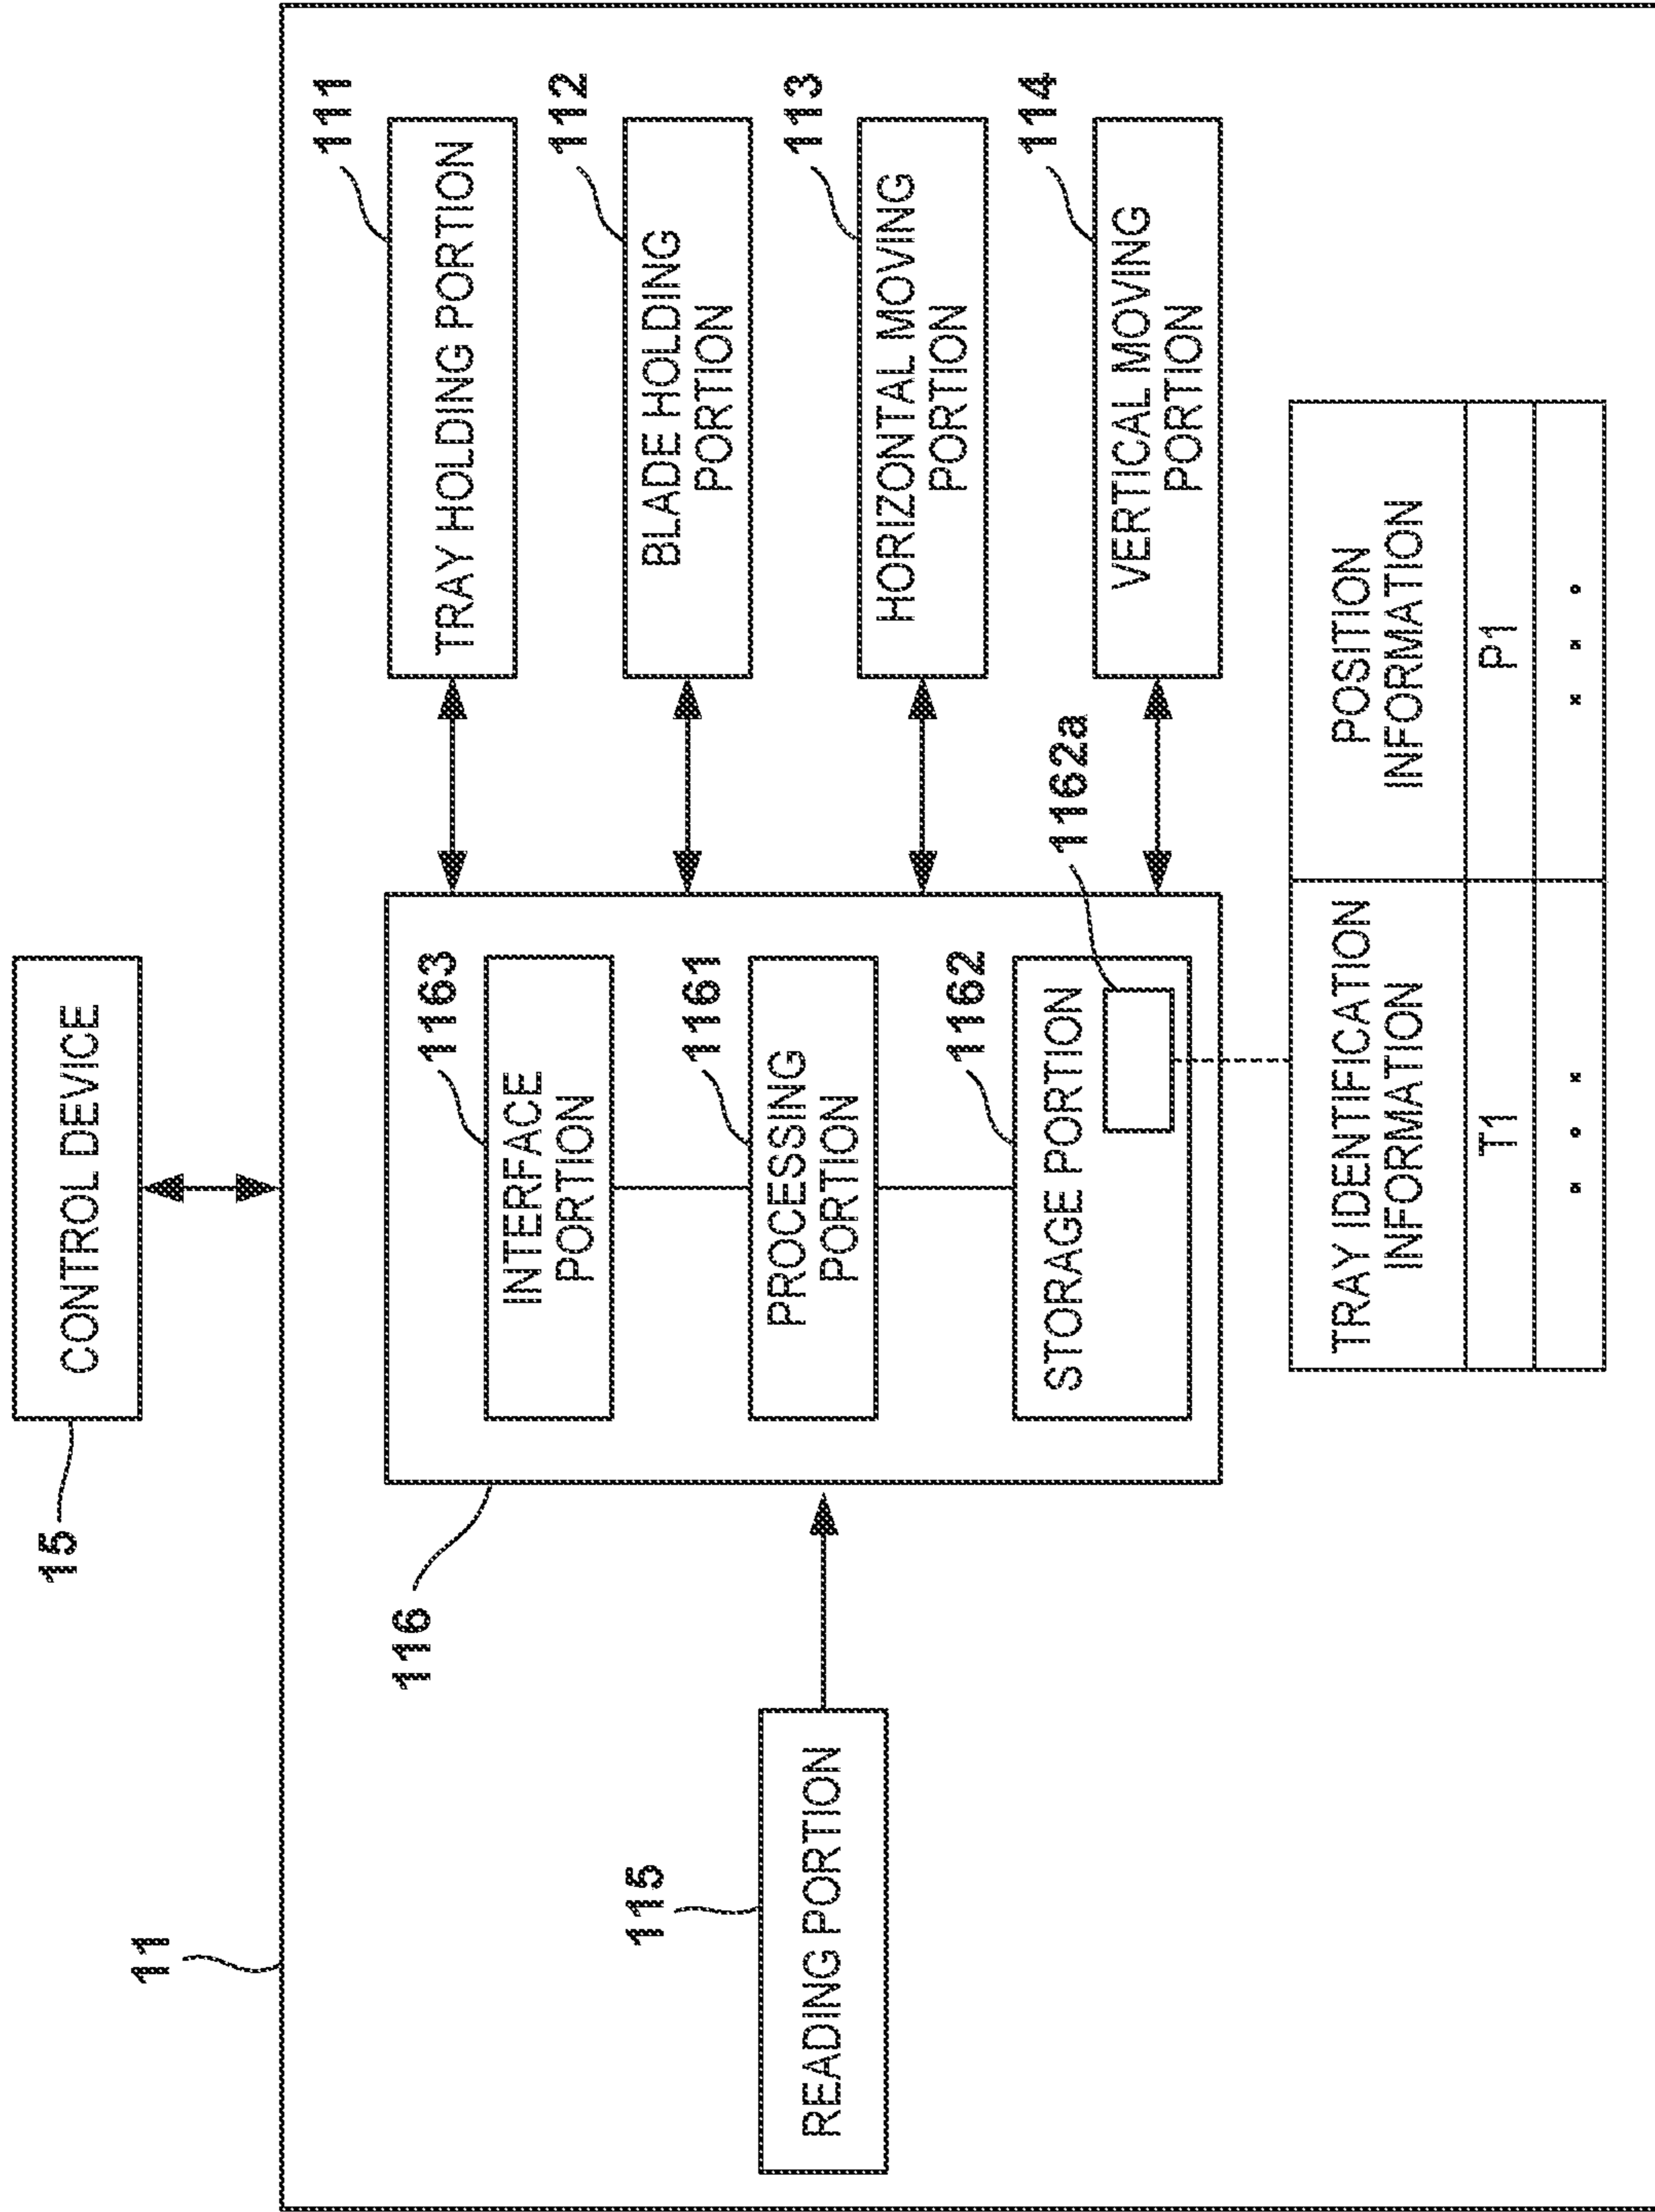 15
CONTROL DEVICE
11
116
115
READING PORTION
1163
INTERFACE
PORTION
1161
PROCESSING
PORTION
1162
STORAGE PORTION
1162a
111
TRAY HOLDING PORTION
112
BLADE HOLDING
PORTION
113
HORIZONTAL MOVING
PORTION
114
VERTICAL MOVING
PORTION
TRAY IDENTIFICATION
INFORMATION
POSITION
INFORMATION
T1
P1